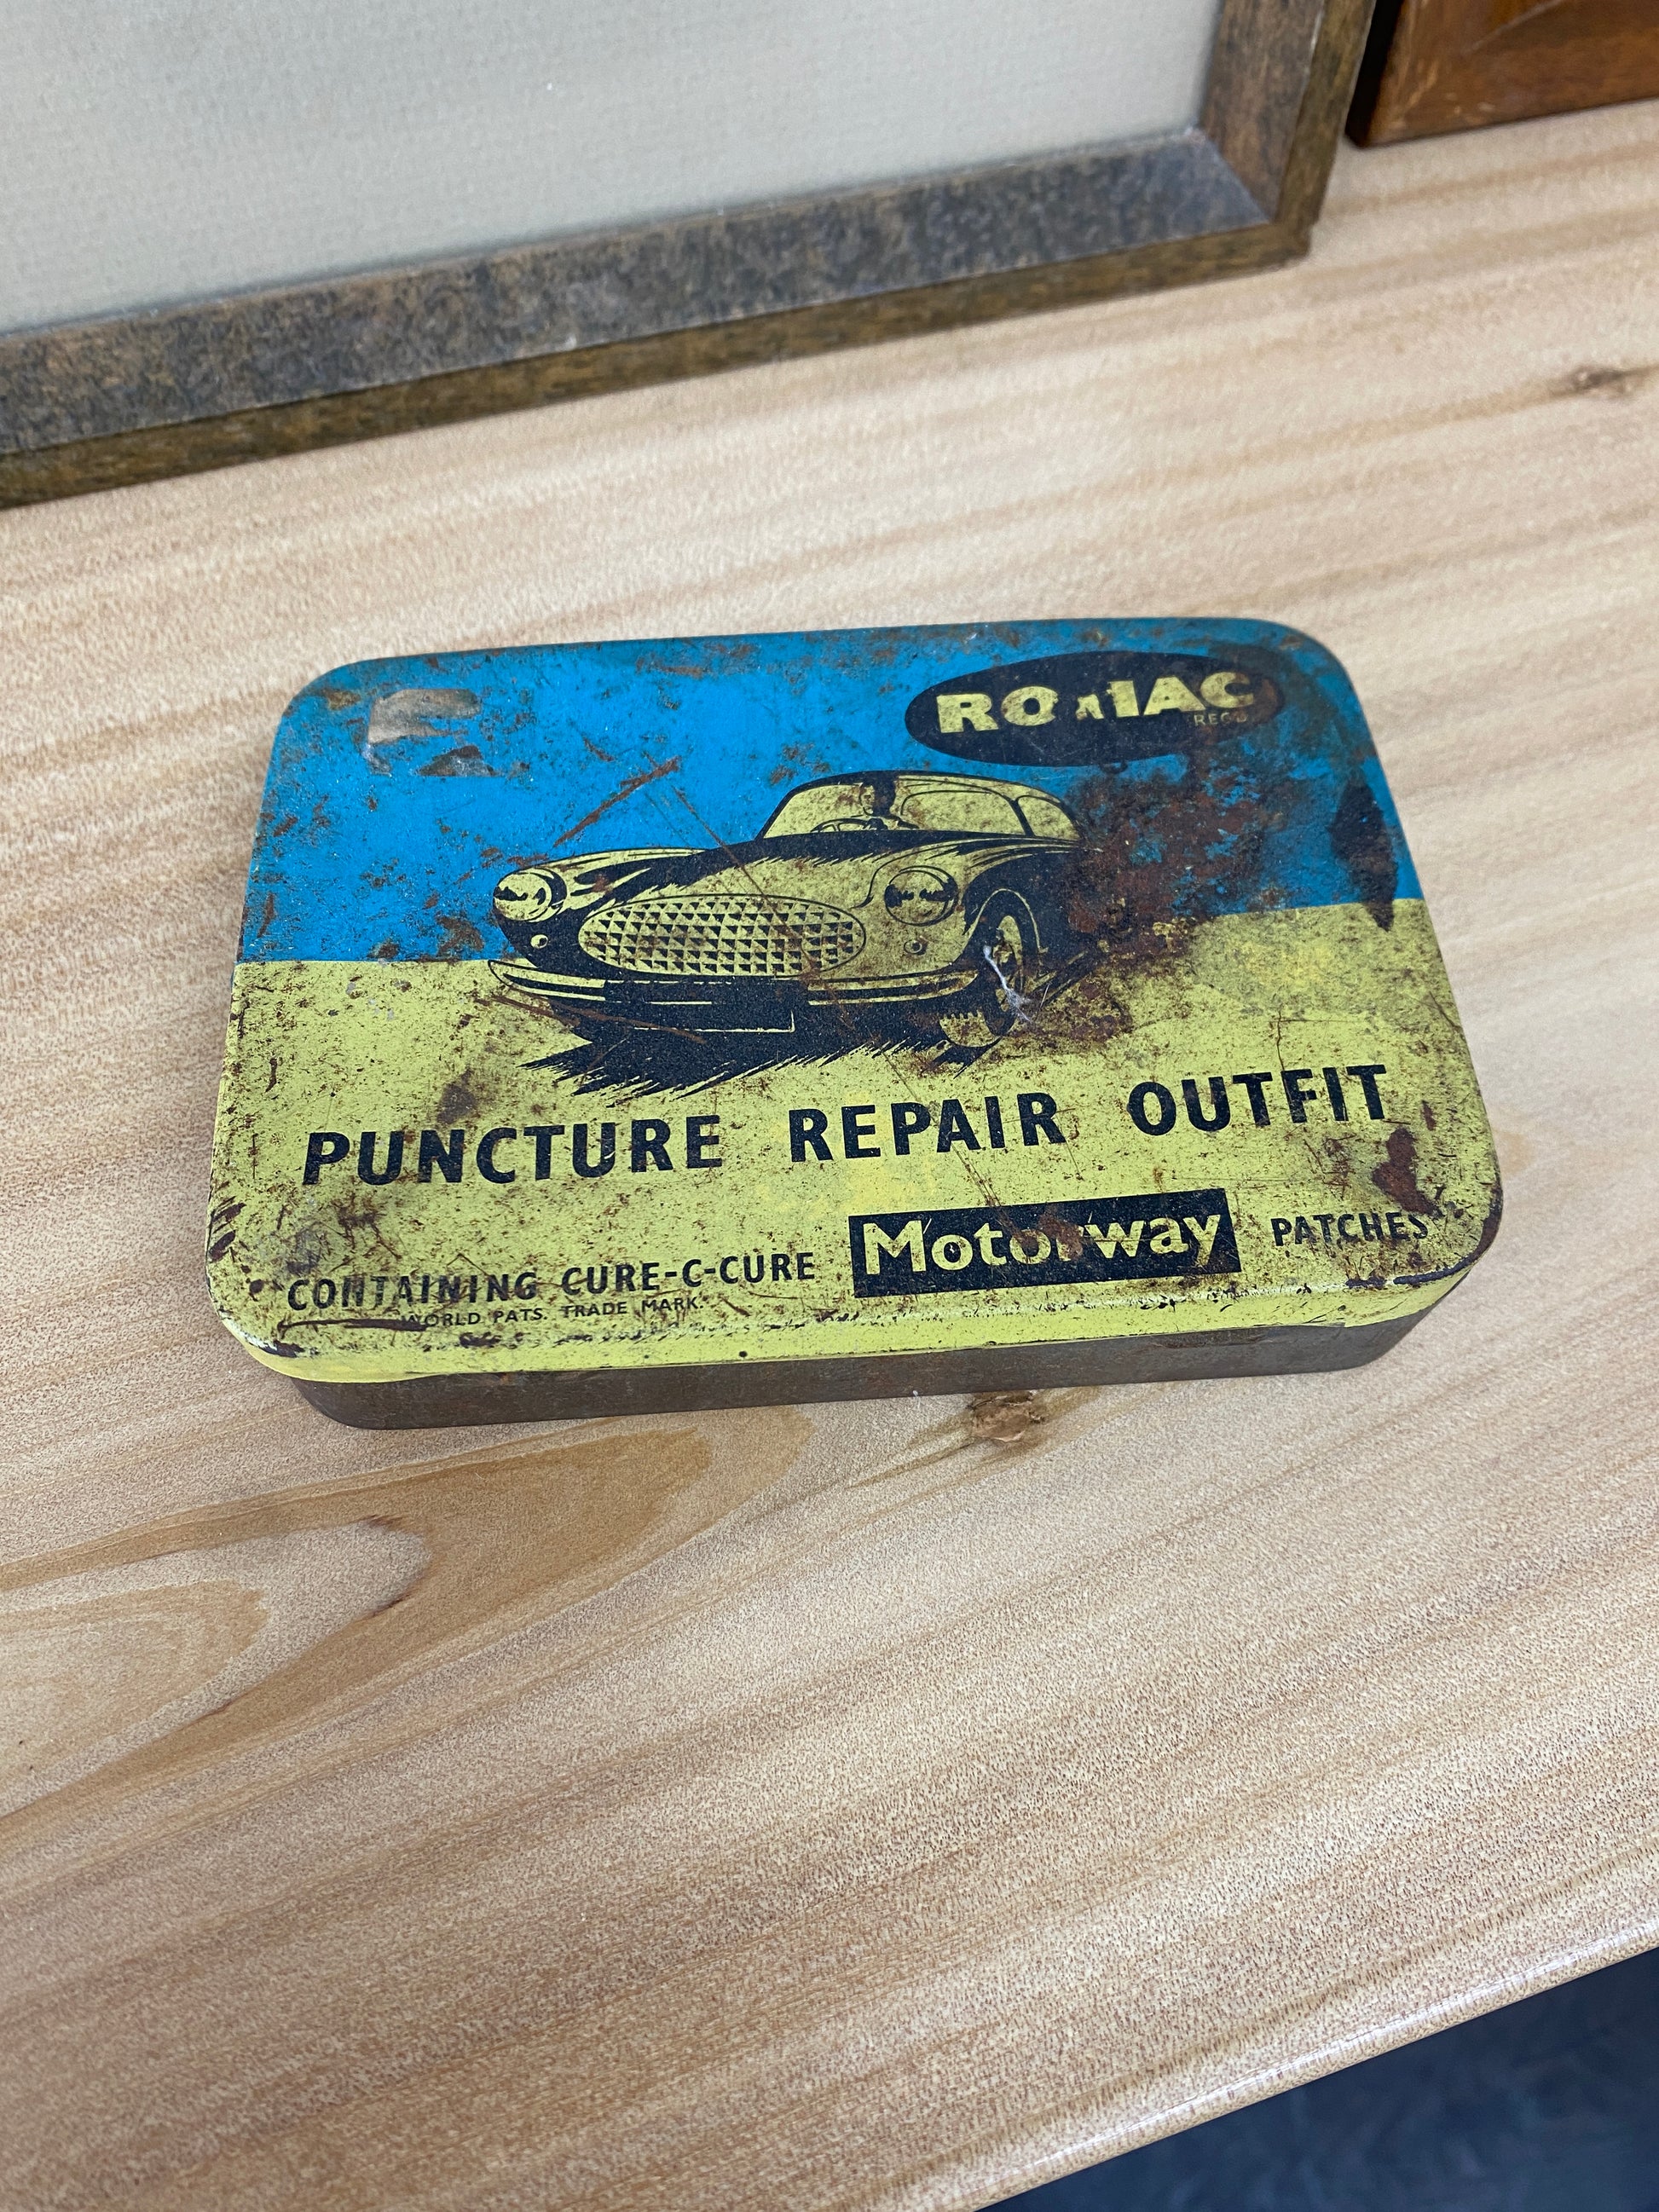 ROMAC
REGD
PUNCTURE REPAIR OUTFIT
CONTAINING CURE-C-CURE Motorway PATCHES
WORLD PATS. TRADE MARK.